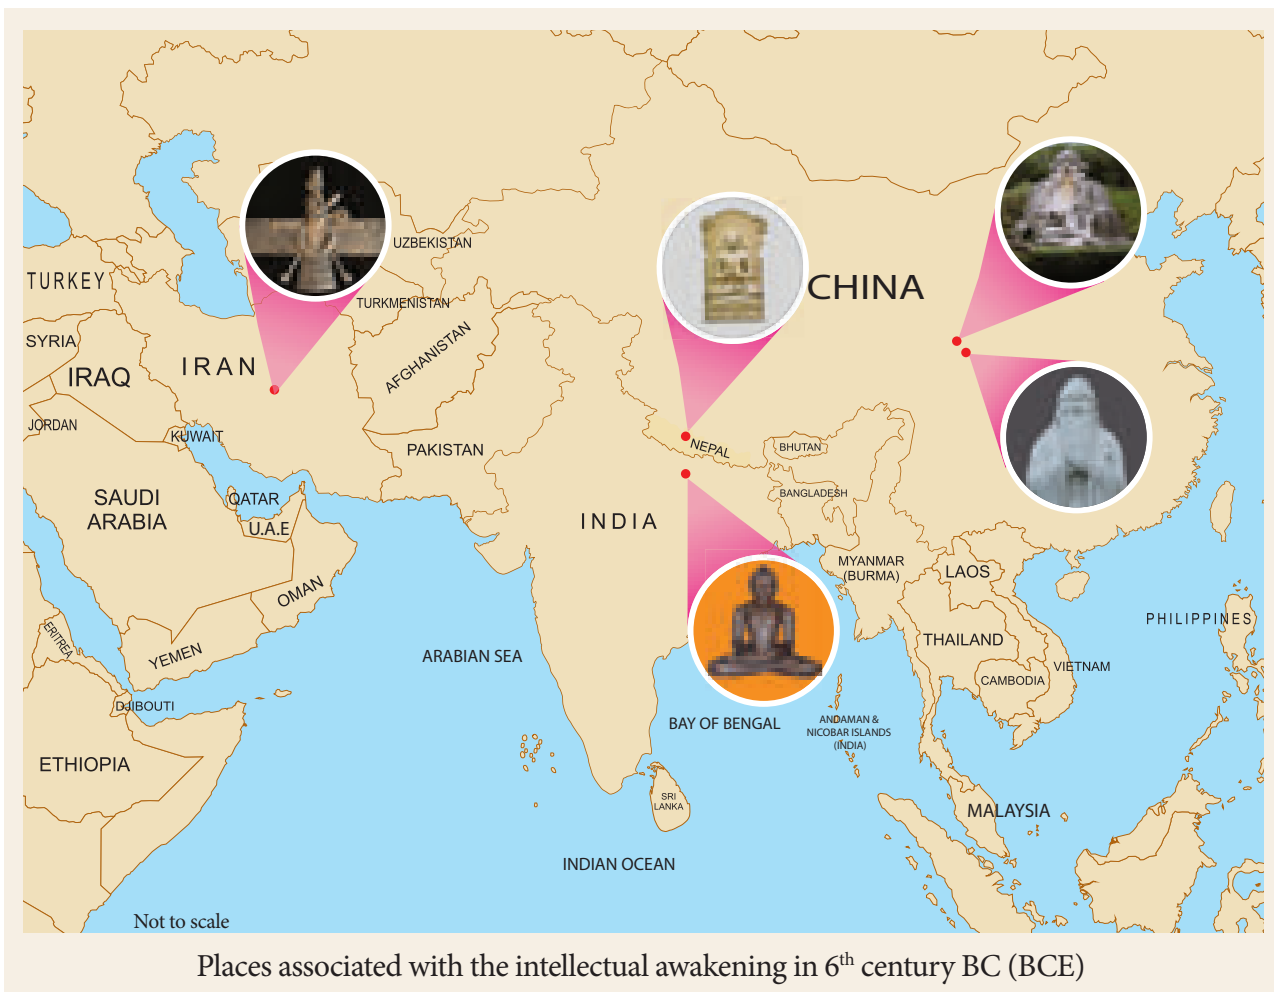 UZBEKISTAN
CHINA
TURKEY
TURKMENISTAN
SYRIA
IRAN
AFGHANISTAN
IRAQ
JORDAN
KUWAIT
PAKISTAN
NEPAL
BHUTAN
SAUDI
ARABIA
QATAR
U.A.E
BANGLADESH
INDIA
MYANMAR
(BURMA)
LAOS
OMAN
ERITREA
YEMEN
ARABIAN SEA
THAILAND
PHILIPPINES
VIETNAM
CAMBODIA
DJIBOUTI
BAY OF BENGAL
ANDAMAN &
NICOBAR ISLANDS
(INDIA)
ETHIOPIA
SRI
LANKA
MALAYSIA
INDIAN OCEAN
Not to scale
Places associated with the intellectual awakening in 6th century BC (BCE)